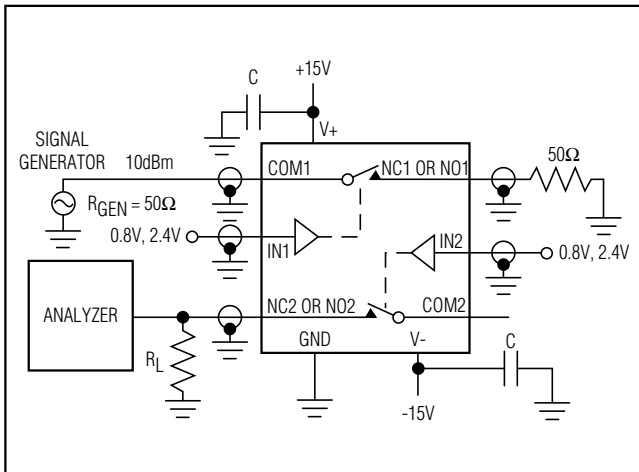 +15V
C
V+
SIGNAL
GENERATOR 10dBm
COM1
NC1 OR NO1
50Ω
RGEN = 50Ω
0.8V, 2.4V
IN1
IN2
0.8V, 2.4V
ANALYZER
NC2 OR NO2
COM2
RL
GND
V-
C
-15V